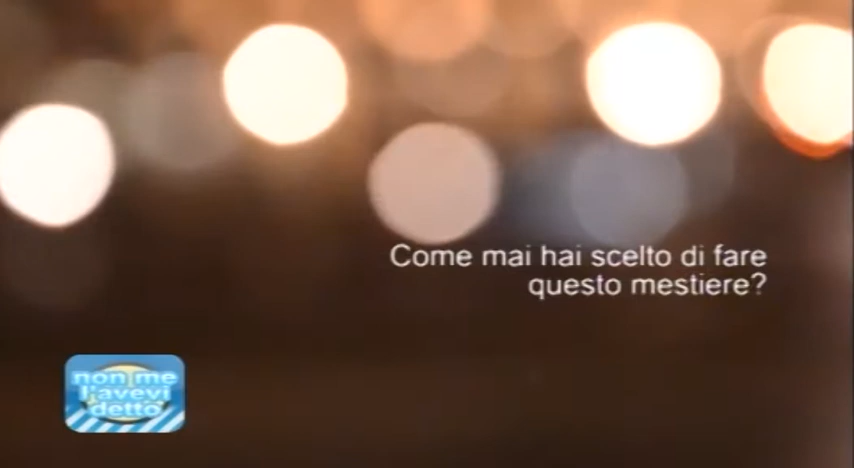 Come mai hai scelto di fare
questo mestiere?
non me
l'avevi
detto